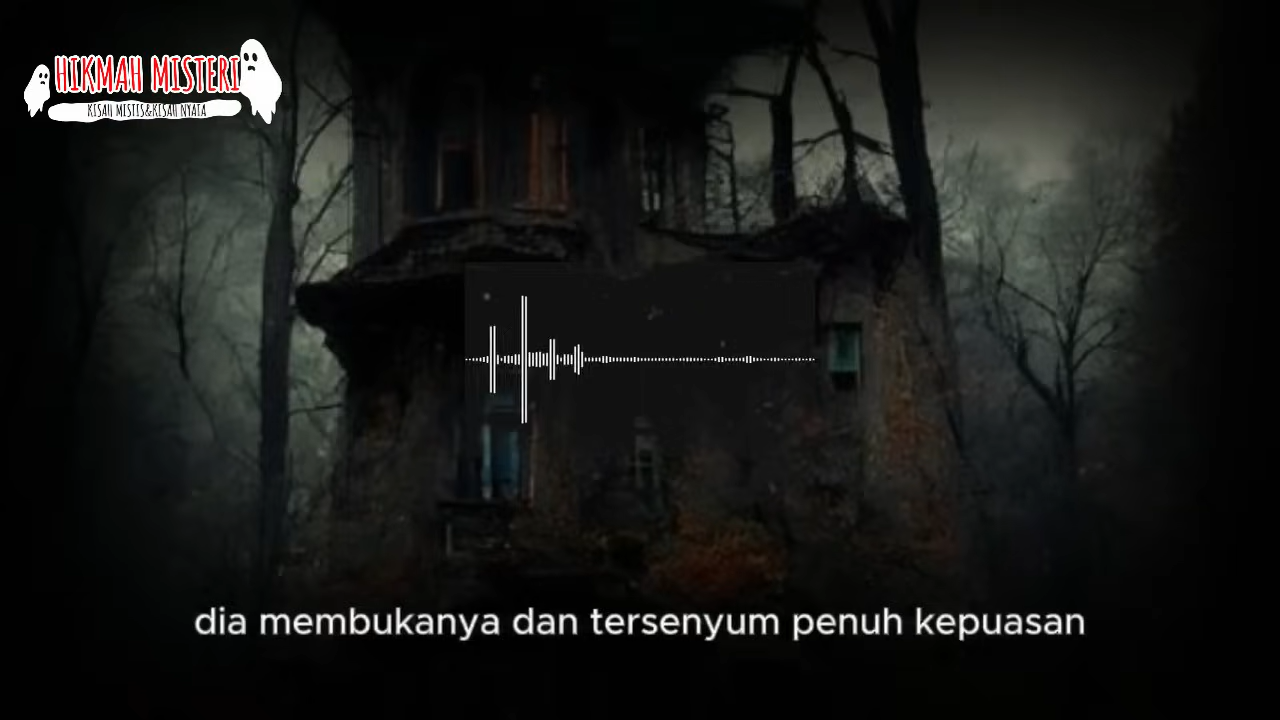 HIKMAH MISTERI
KISAH MISTIS&KISAH NYATA
dia membukanya dan tersenyum penuh kepuasan